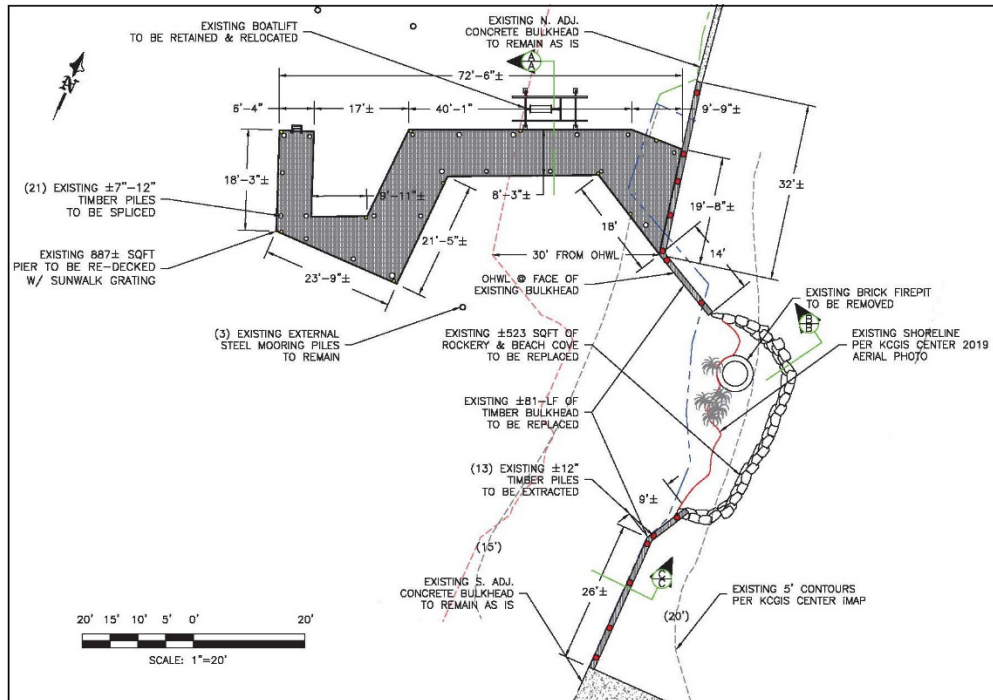 EXISTING BOATLIFT
TO BE RETAINED & RELOCATED
EXISTING N. ADJ.
CONCRETE BULKHEAD
TO REMAIN AS IS
N
A
A
72'-6"±
6'-4"
17'±
40'-1"
9'-9"±
18'-3"±
9'-11"±
8'-3"±
32'±
19'-8"±
(21) EXISTING ±7"-12"
TIMBER PILES
TO BE SPLICED
21'-5"±
18'
30' FROM OHWL
14'
EXISTING 887± SQFT
PIER TO BE RE-DECKED
W/ SUNWALK GRATING
23'-9"±
OHWL @ FACE OF
EXISTING BULKHEAD
EXISTING BRICK FIREPIT
TO BE REMOVED
B
B
(3) EXISTING EXTERNAL
STEEL MOORING PILES
TO REMAIN
EXISTING ±523 SQFT OF
ROCKERY & BEACH COVE
TO BE REPLACED
EXISTING SHORELINE
PER KCGIS CENTER 2019
AERIAL PHOTO
EXISTING ±81-LF OF
TIMBER BULKHEAD
TO BE REPLACED
(13) EXISTING ±12"
TIMBER PILES
TO BE EXTRACTED
9'±
(15')
C
C
EXISTING S. ADJ.
CONCRETE BULKHEAD
TO REMAIN AS IS
26'±
(20')
EXISTING 5' CONTOURS
PER KCGIS CENTER IMAP
20' 15' 10' 5' 0' 20'
SCALE: 1"=20'